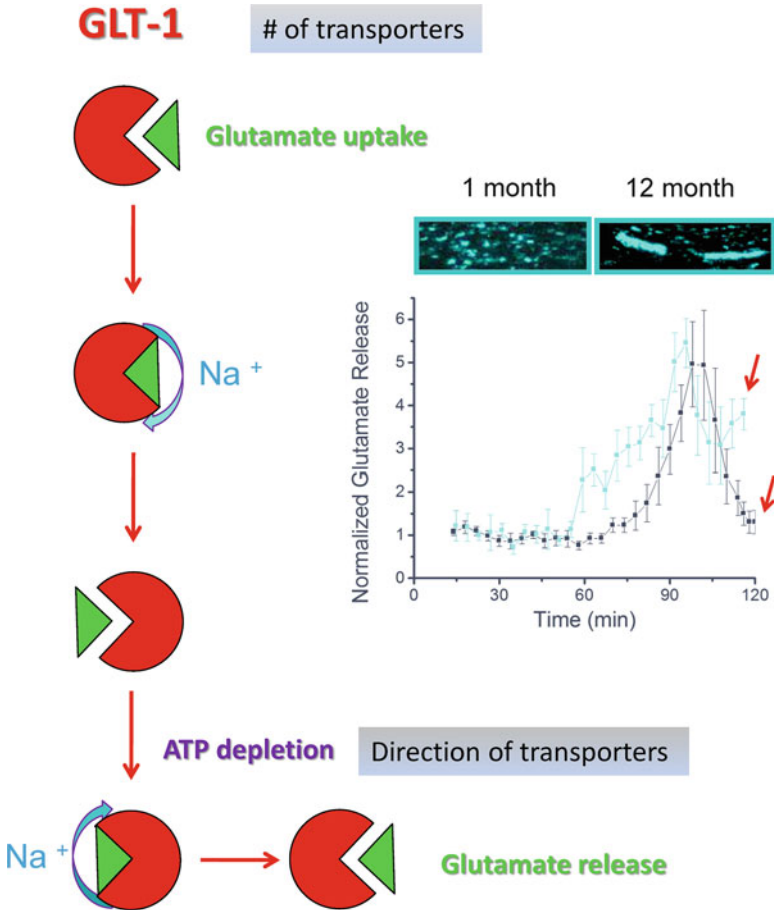 GLT-1
# of transporters
Glutamate uptake
1 month
12 month
Na +
Normalized Glutamate Release
6
5
4
3
2
1
0
0
30
60
90
120
Time (min)
ATP depletion
Direction of transporters
Na +
Glutamate release